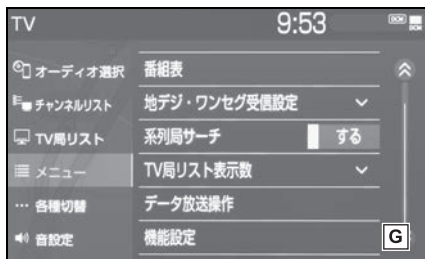 TV
9:53
DCM
オーディオ選択
チャンネルリスト
TV局リスト
メニュー
各種切替
音設定
番組表
地デジ・ワンセグ受信設定
系列局サーチ
する
TV局リスト表示数
データ放送操作
機能設定
G